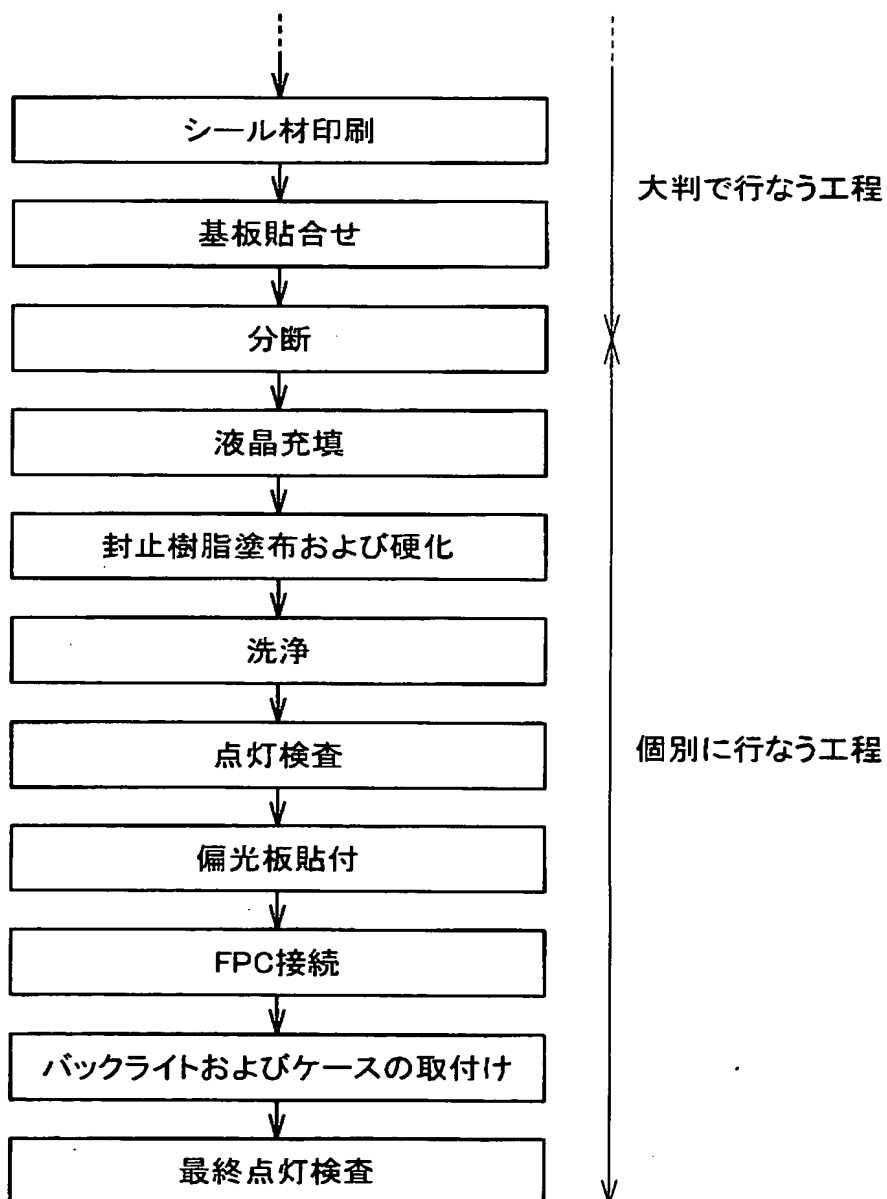 シール材印刷
大判で行なう工程
基板貼合せ
分断
液晶充填
封止樹脂塗布および硬化
洗浄
点灯検査
個別に行なう工程
偏光板貼付
FPC接続
バックライトおよびケースの取付け
最終点灯検査